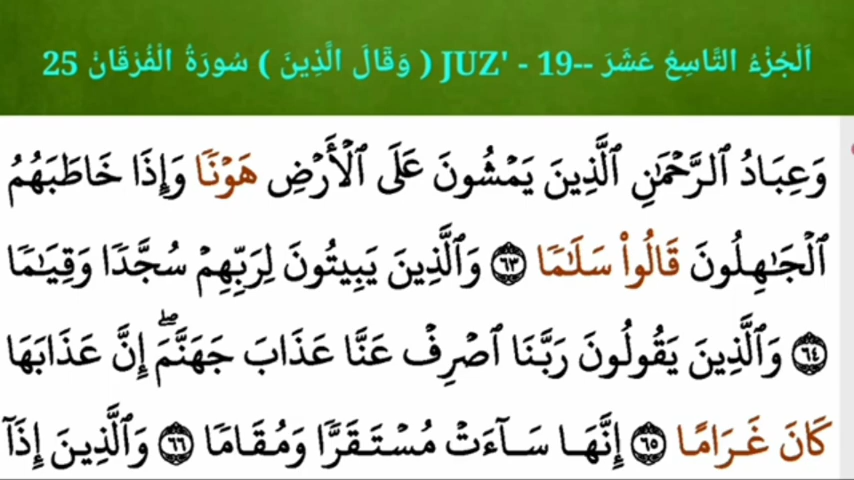 اَلْجُزْءُ التَّاسِعُ عَشَرَ --JUZ' - 19 ( وَقَالَ الَّذِينَ ) سُورَةُ الْفُرْقَانْ 25
وَعِبَادُ ٱلرَّحْمَٰنِ ٱلَّذِينَ يَمْشُونَ عَلَى ٱلْأَرْضِ هَوْنًا وَإِذَا خَاطَبَهُمُ
ٱلْجَٰهِلُونَ قَالُوا۟ سَلَٰمًا ٦٣ وَٱلَّذِينَ يَبِيتُونَ لِرَبِّهِمْ سُجَّدًا وَقِيَٰمًا
٦٤ وَٱلَّذِينَ يَقُولُونَ رَبَّنَا ٱصْرِفْ عَنَّا عَذَابَ جَهَنَّمَ ۖ إِنَّ عَذَابَهَا
كَانَ غَرَامًا ٦٥ إِنَّهَا سَآءَتْ مُسْتَقَرًّا وَمُقَامًا ٦٦ وَٱلَّذِينَ إِذَآ